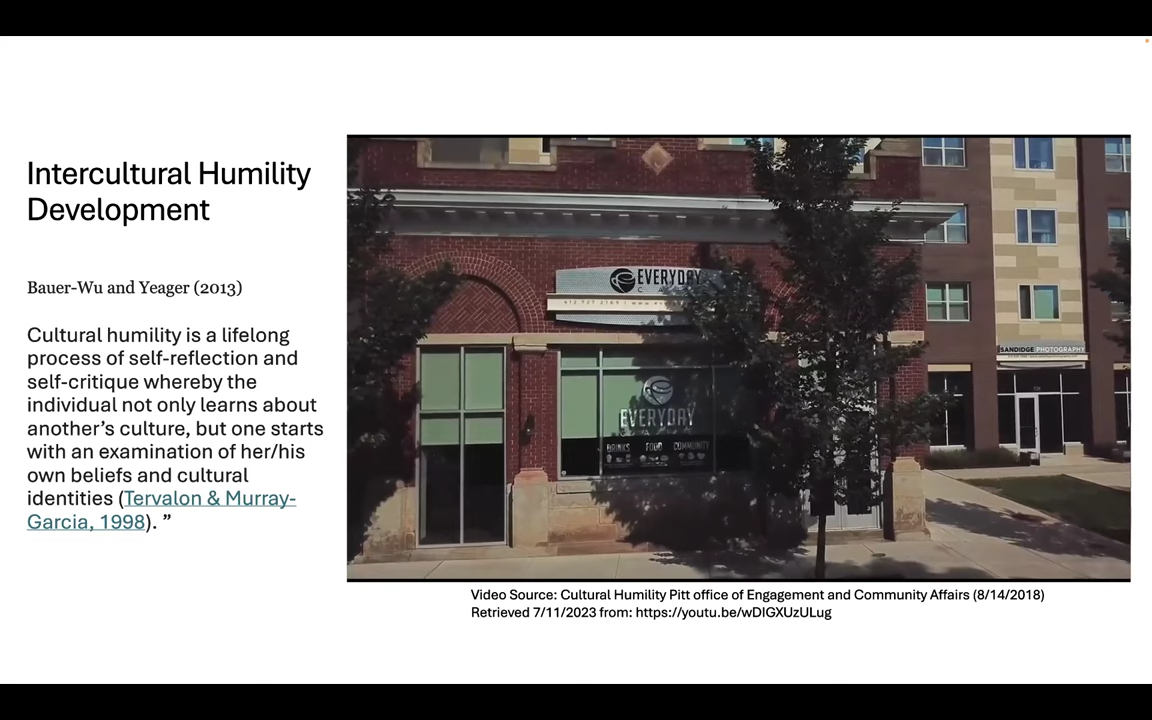 Intercultural Humility
Development
Bauer-Wu and Yeager (2013)
Cultural humility is a lifelong
process of self-reflection and
self-critique whereby the
individual not only learns about
another’s culture, but one starts
with an examination of her/his
own beliefs and cultural
identities (Tervalon & Murray-
Garcia, 1998). ”
EVERYDAY
EVERYDAY
DRINKS FOOD COMMUNITY
SANDIDGE PHOTOGRAPHY
Video Source: Cultural Humility Pitt office of Engagement and Community Affairs (8/14/2018)
Retrieved 7/11/2023 from: https://youtu.be/wDIGXUzULug